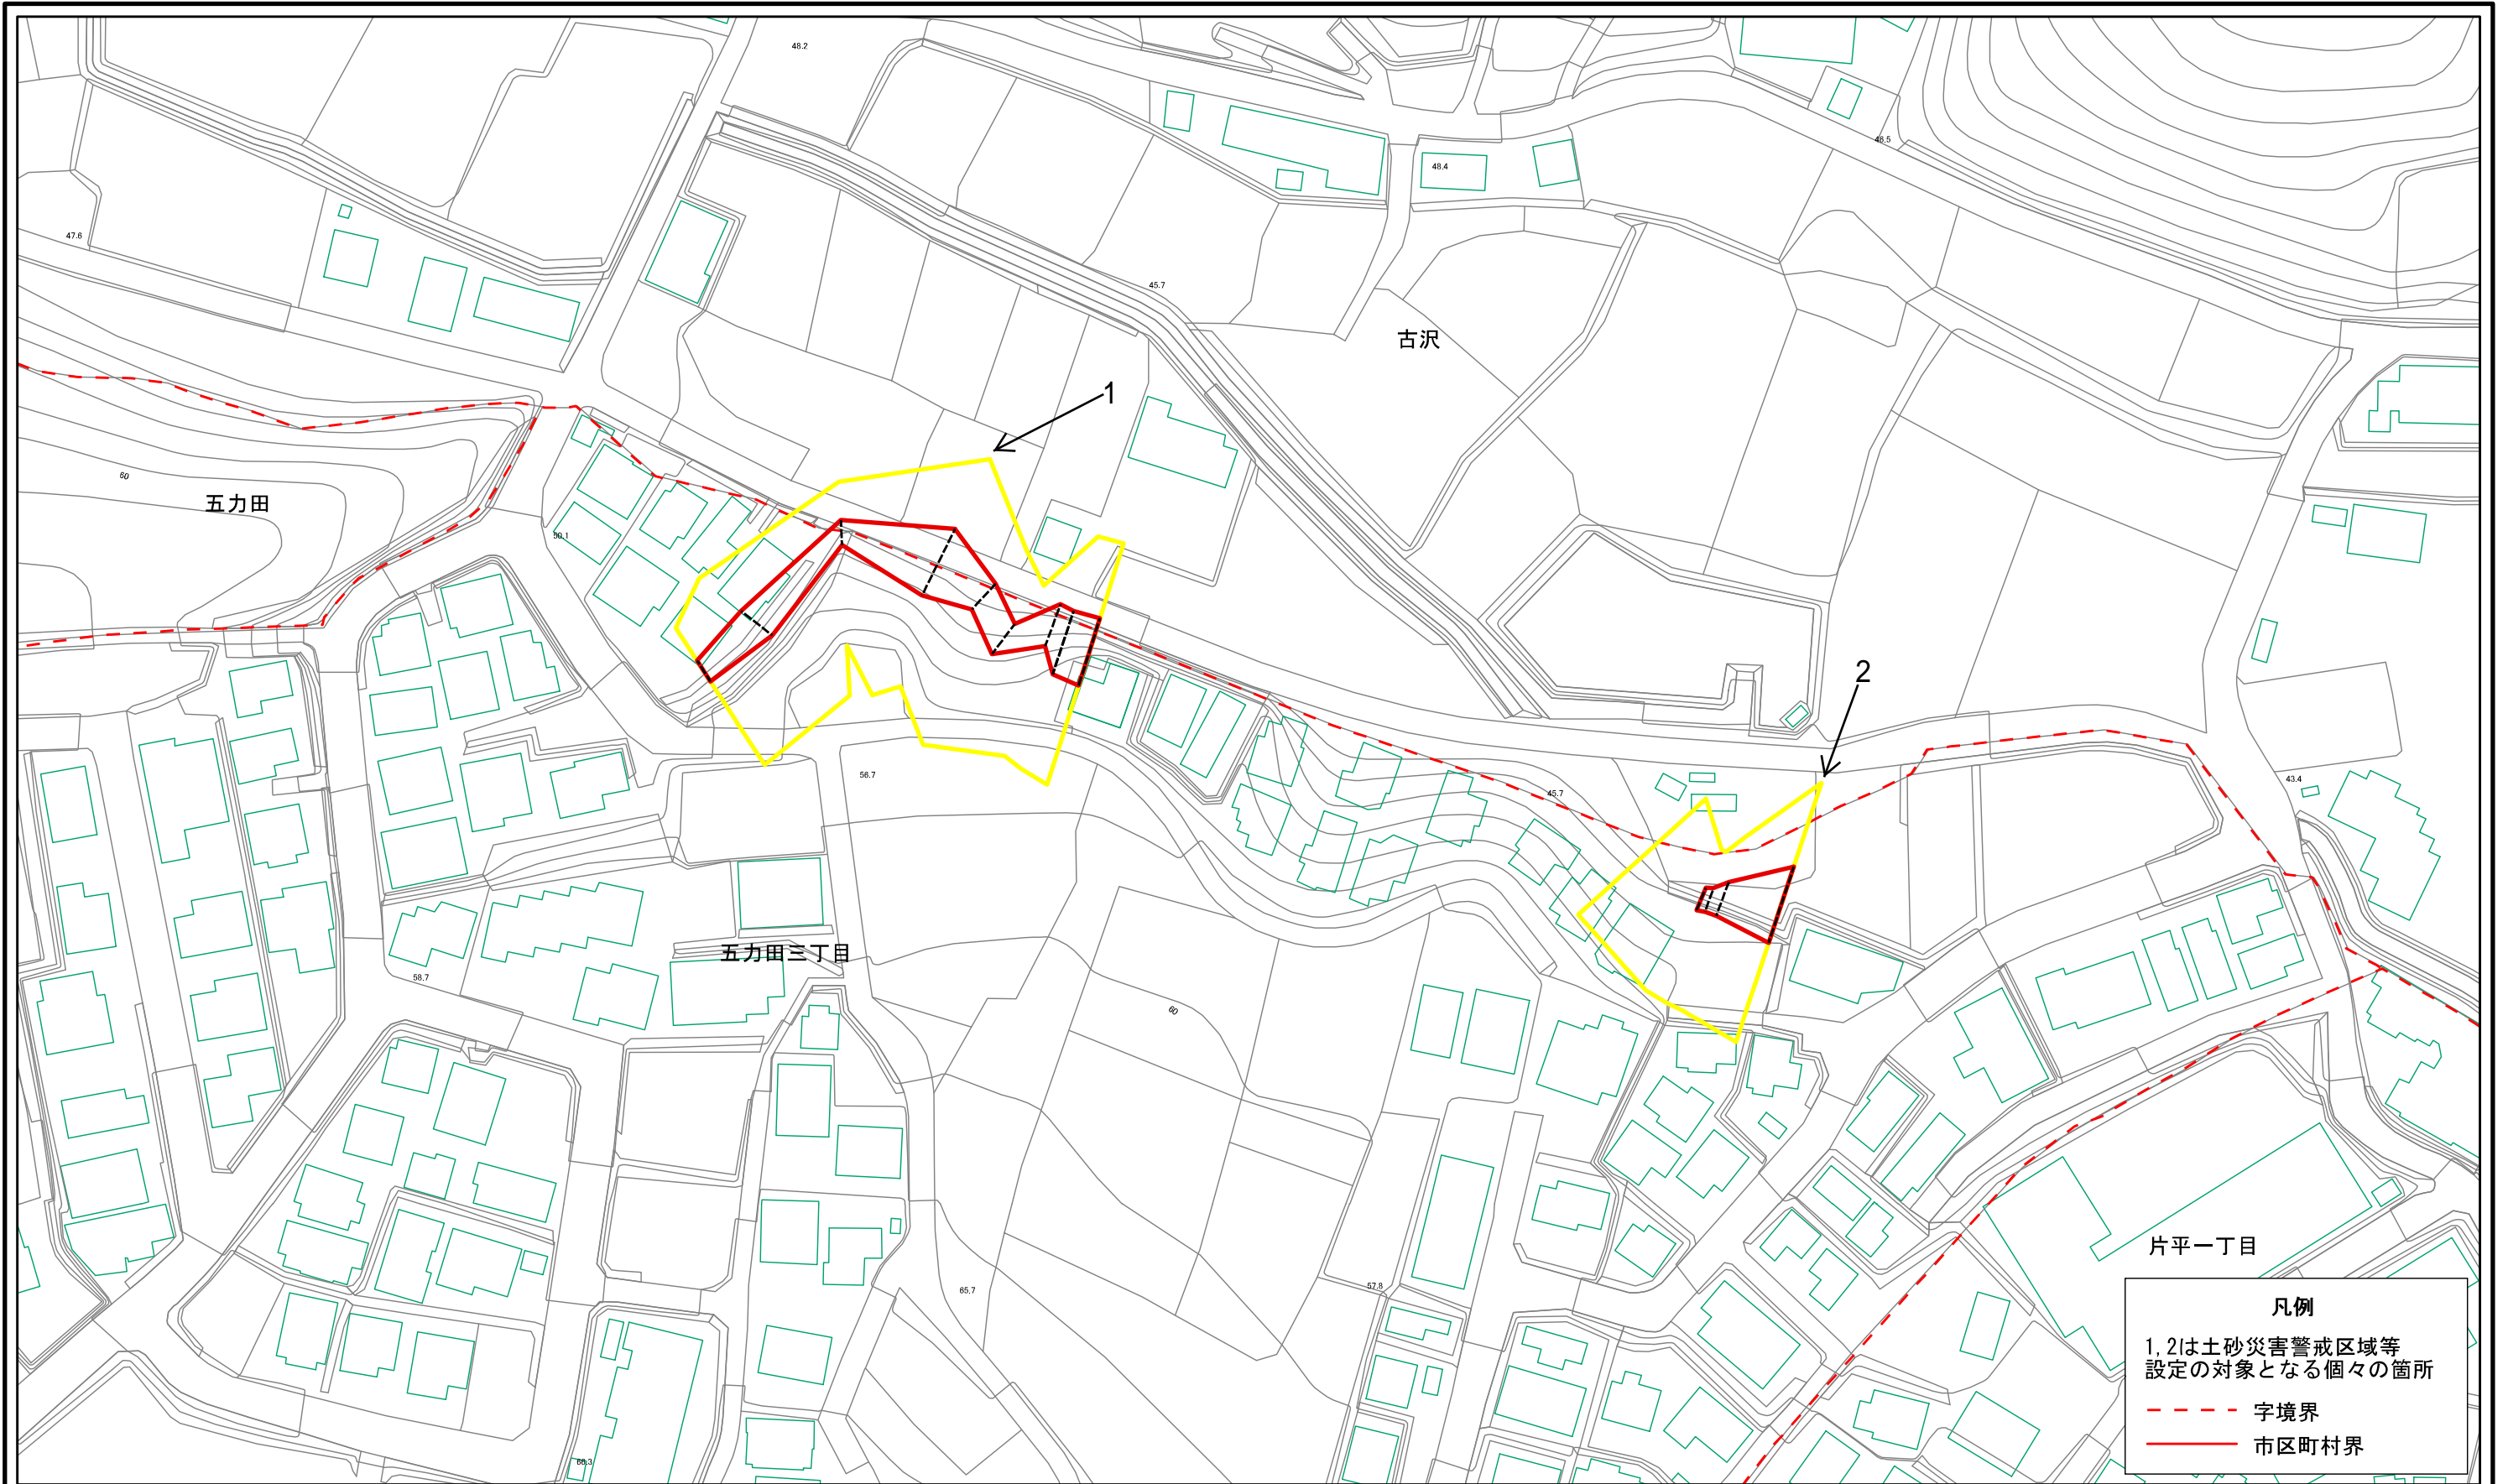 48.2
48.5
48.4
47.6
45.7
古沢
1
60
五力田
50.1
2
56.7
43.4
45.7
五力田三丁目
58.7
60
片平一丁目
57.8
65.7
凡例
1,2は土砂災害警戒区域等
設定の対象となる個々の箇所
字境界
市区町村界